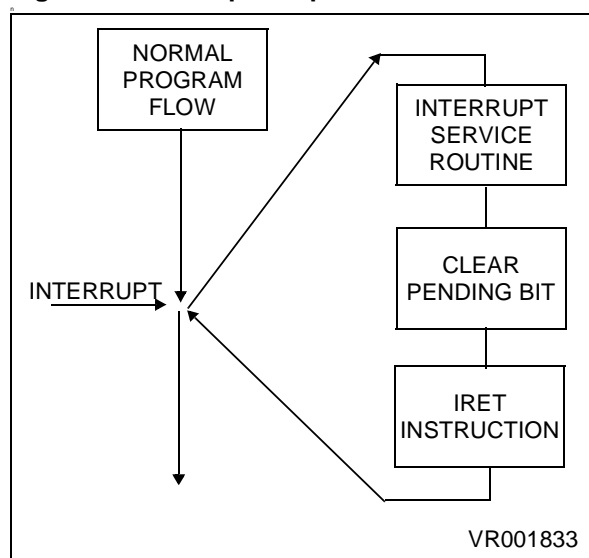 NORMAL
PROGRAM
FLOW
INTERRUPT
SERVICE
ROUTINE
INTERRUPT
CLEAR
PENDING BIT
IRET
INSTRUCTION
VR001833